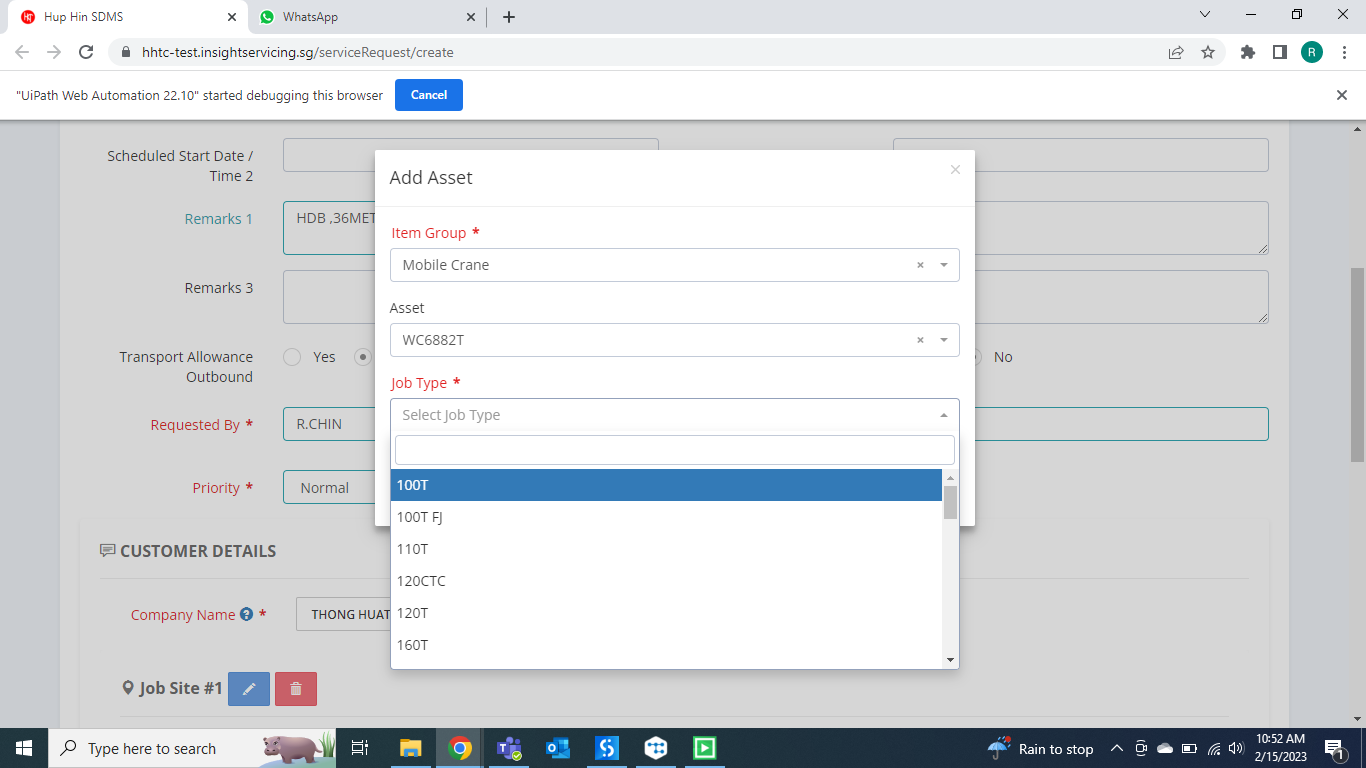 Hup Hin SDMS
WhatsApp
hhtc-test.insightservicing.sg/serviceRequest/create
R
"UiPath Web Automation 22.10" started debugging this browser
Cancel
Scheduled Start Date /
Time 2
Remarks 1
HDB ,36MET
Remarks 3
Transport Allowance
Outbound
Yes
No
Requested By *
R.CHIN
Priority *
Normal
Add Asset
Item Group *
Mobile Crane
Asset
WC6882T
Job Type *
Select Job Type
100T
100T FJ
110T
120CTC
120T
160T
CUSTOMER DETAILS
Company Name ? *
THONG HUAT
Job Site #1
Type here to search
Rain to stop
10:52 AM
2/15/2023
1